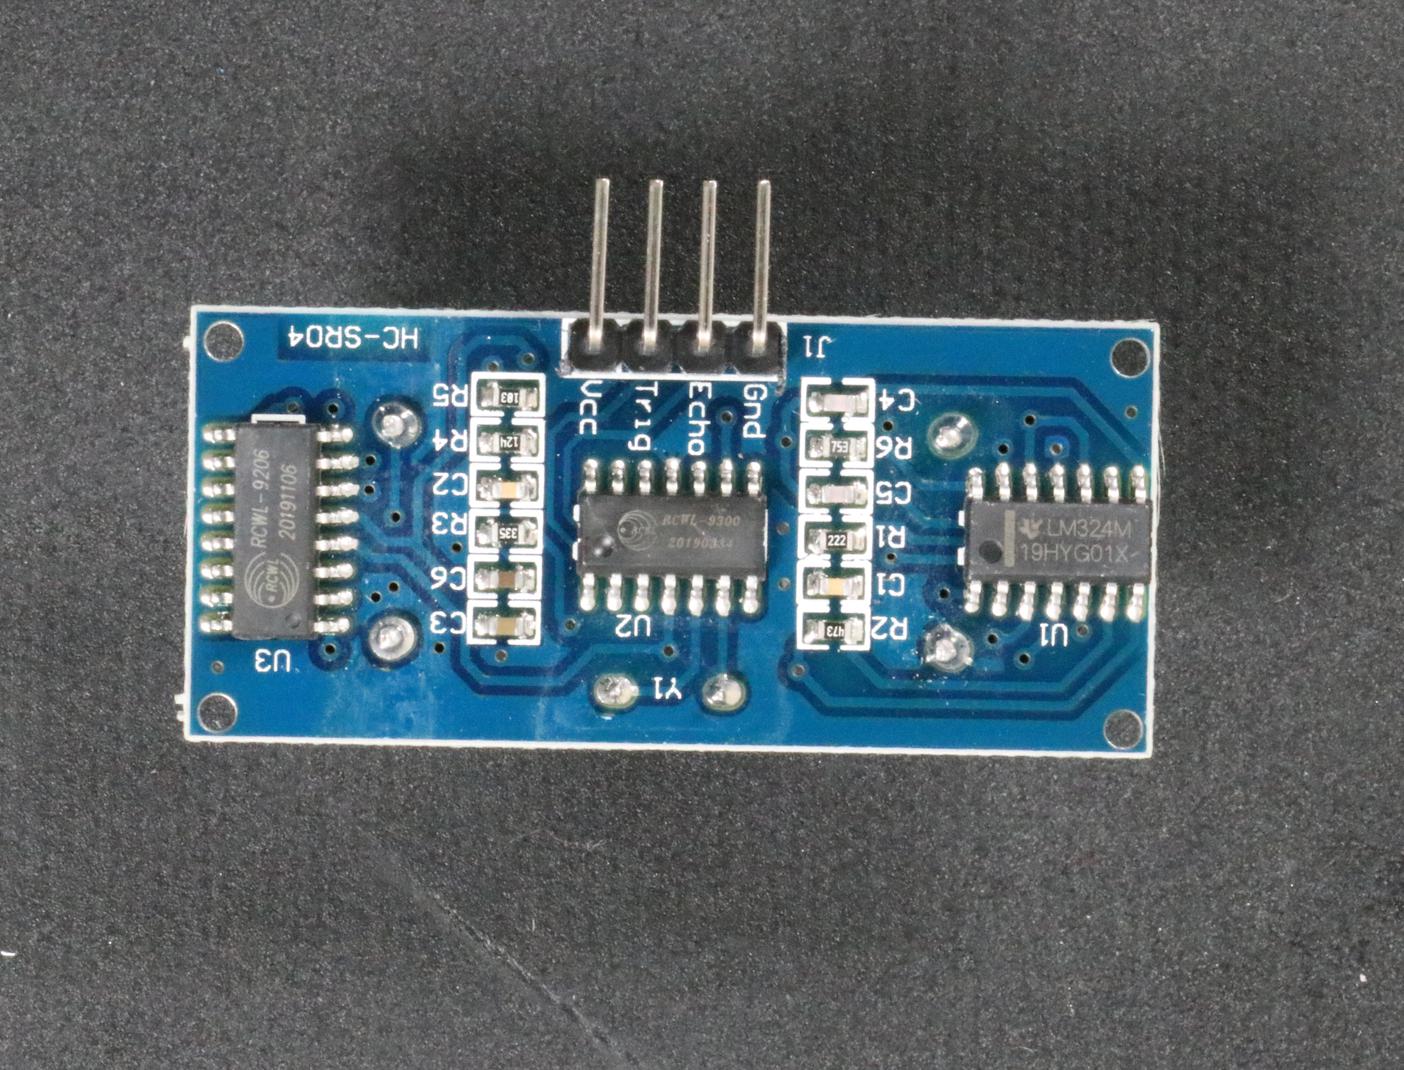 HC-SR04
J1
Vcc
Trig
Echo
Gnd
R5
103
R4
124
C2
R3
335
C6
C3
C4
R6
C5
R1
222
C1
R2
473
RCWL-9206
20191106
RCWL
U3
RCWL-9300
U2
Y1
LM324M
19HYG01X
U1